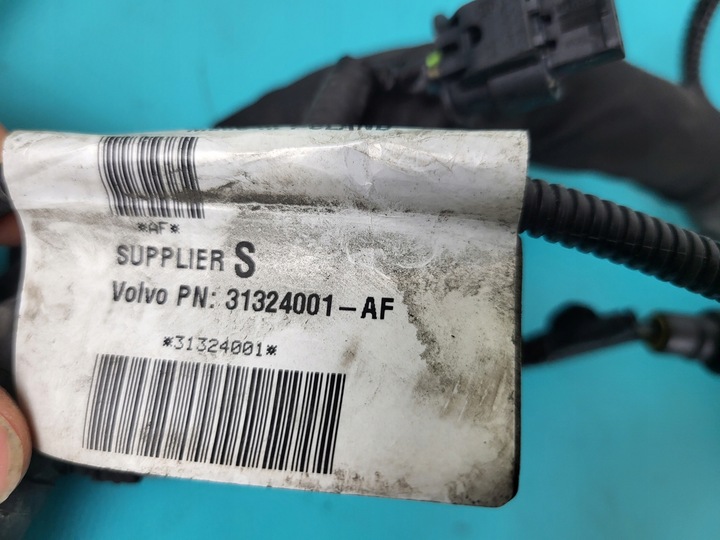 *AF*
SUPPLIER S
Volvo PN: 31324001-AF
*31324001*